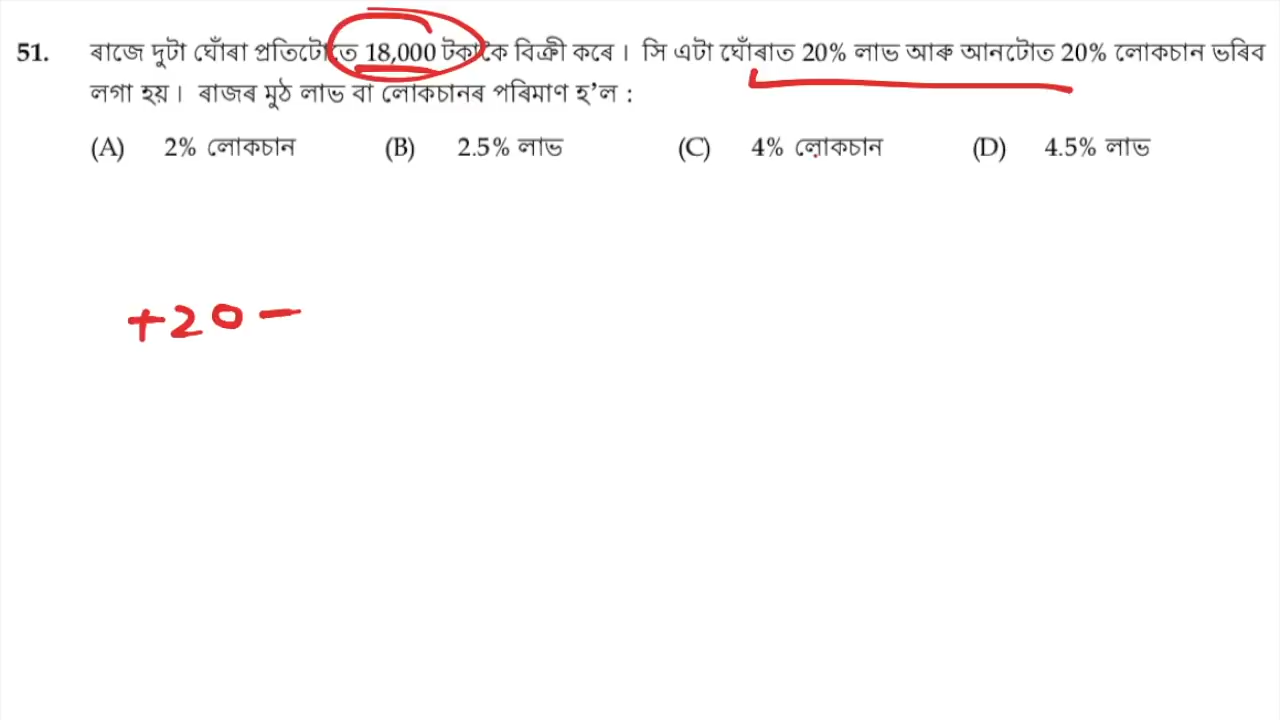 51. ৰাজে দুটা ঘোঁৰা প্ৰতিটোতে 18,000 টকাকৈ বিক্ৰী কৰে । সি এটা ঘোঁৰাত 20% লাভ আৰু আনটোত 20% লোকচান ভৰিব
লগা হয় । ৰাজৰ মুঠ লাভ বা লোকচানৰ পৰিমাণ হ’ল :
(A) 2% লোকচান (B) 2.5% লাভ (C) 4% লোকচান (D) 4.5% লাভ
+20 −